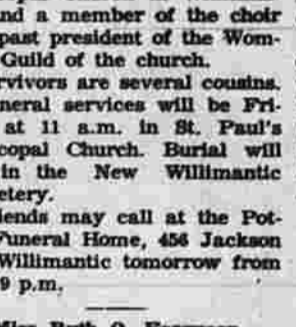 nd a member of the choir
past president of the Wom-
Guild of the church.
rvivors are several cousins.
neral services will be Fri-
at 11 a.m. in St. Paul's
copal Church. Burial will
in the New Willimantic
etery.
iends may call at the Pot-
Funeral Home, 456 Jackson
Willimantic tomorrow from
9 p.m.